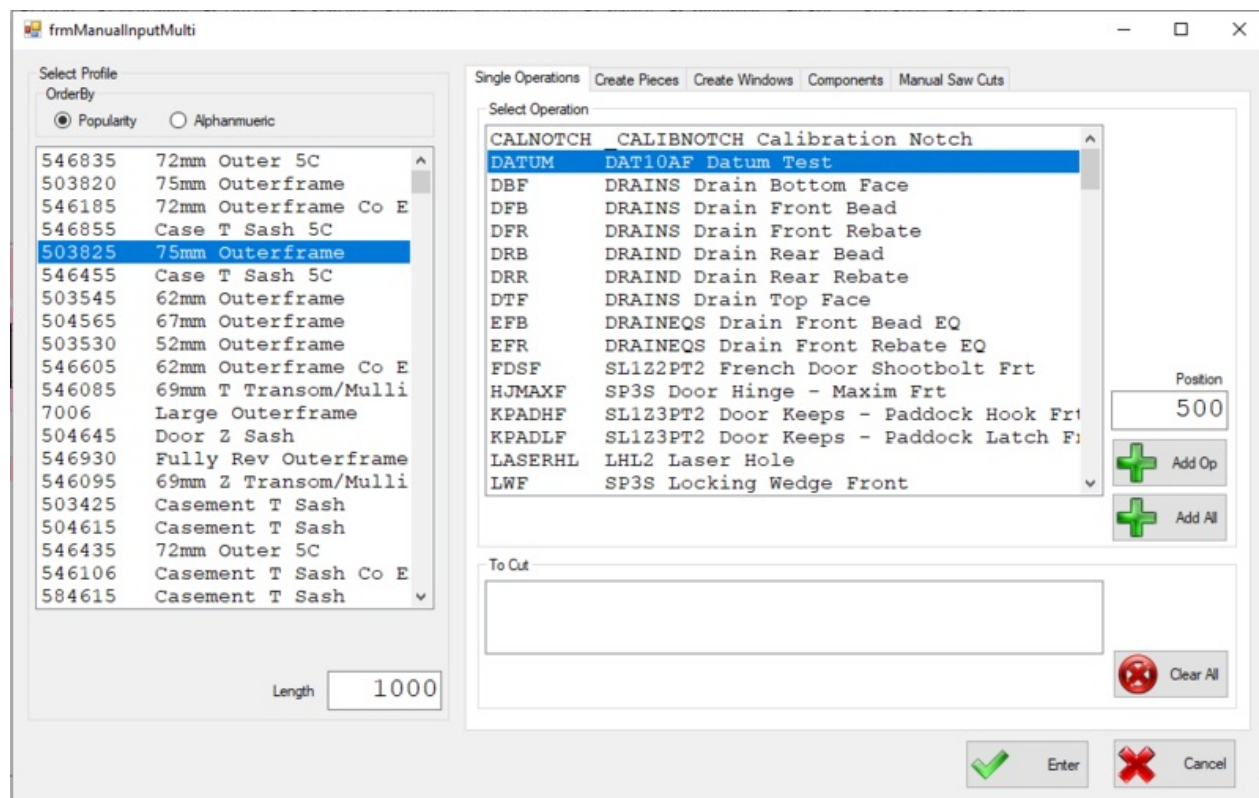 frmManualInputMulti
Select Profile
OrderBy
Popularity
Alphanmueric
546835 72mm Outer 5C
503820 75mm Outerframe
546185 72mm Outerframe Co E
546855 Case T Sash 5C
503825 75mm Outerframe
546455 Case T Sash 5C
503545 62mm Outerframe
504565 67mm Outerframe
503530 52mm Outerframe
546605 62mm Outerframe Co E
546085 69mm T Transom/Mulli
7006 Large Outerframe
504645 Door Z Sash
546930 Fully Rev Outerframe
546095 69mm Z Transom/Mulli
503425 Casement T Sash
504615 Casement T Sash
546435 72mm Outer 5C
546106 Casement T Sash Co E
584615 Casement T Sash
Length 1000
Single Operations Create Pieces Create Windows Components Manual Saw Cuts
Select Operation
CALNOTCH _CALIBNOTCH Calibration Notch
DATUM DAT10AF Datum Test
DBF DRAINS Drain Bottom Face
DFB DRAINS Drain Front Bead
DFR DRAINS Drain Front Rebate
DRB DRAIND Drain Rear Bead
DRR DRAIND Drain Rear Rebate
DTF DRAINS Drain Top Face
EFB DRAINEQS Drain Front Bead EQ
EFR DRAINEQS Drain Front Rebate EQ
FDSF SL1Z2PT2 French Door Shootbolt Frt
HJMAXF SP3S Door Hinge - Maxim Frt
KPADHF SL1Z3PT2 Door Keeps - Paddock Hook Frt
KPADLF SL1Z3PT2 Door Keeps - Paddock Latch
LASERHL LHL2 Laser Hole
LWF SP3S Locking Wedge Front
Position
500
Add Op
Add All
To Cut
Clear All
Enter
Cancel